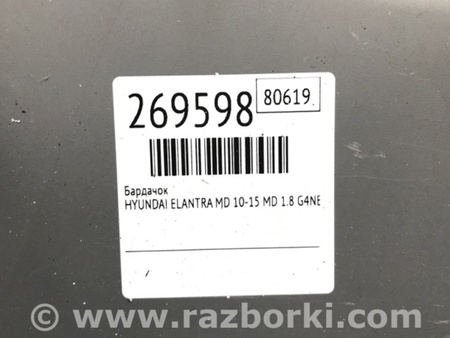 269598
80619
Бардачок
HYUNDAI ELANTRA MD 10-15 MD 1.8 G4NE
© www.razborki.com